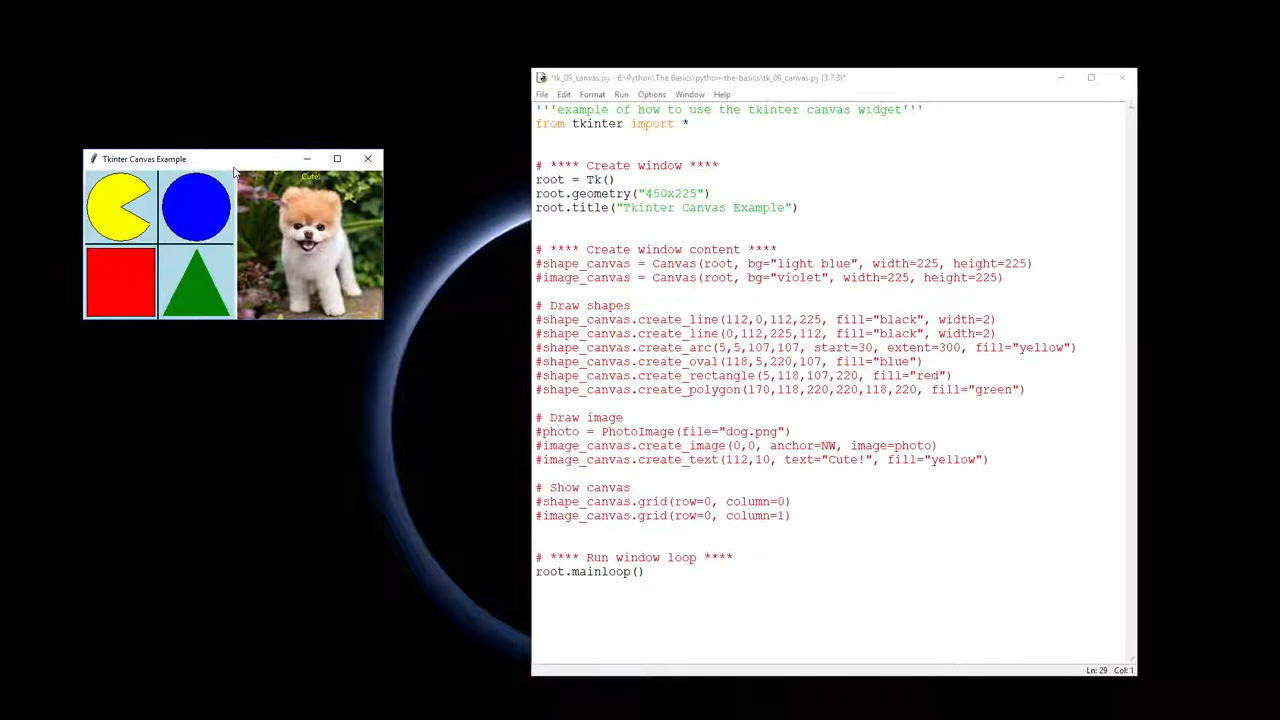 Tkinter Canvas Example
Cute!
*tk_09_canvas.py - E:\Python\The Basics\python-the-basics\tk_09_canvas.py (3.7.3)*
File Edit Format Run Options Window Help
'''example of how to use the tkinter canvas widget'''
from tkinter import *
# **** Create window ****
root = Tk()
root.geometry("450x225")
root.title("Tkinter Canvas Example")
# **** Create window content ****
#shape_canvas = Canvas(root, bg="light blue", width=225, height=225)
#image_canvas = Canvas(root, bg="violet", width=225, height=225)
# Draw shapes
#shape_canvas.create_line(112,0,112,225, fill="black", width=2)
#shape_canvas.create_line(0,112,225,112, fill="black", width=2)
#shape_canvas.create_arc(5,5,107,107, start=30, extent=300, fill="yellow")
#shape_canvas.create_oval(118,5,220,107, fill="blue")
#shape_canvas.create_rectangle(5,118,107,220, fill="red")
#shape_canvas.create_polygon(170,118,220,220,118,220, fill="green")
# Draw image
#photo = PhotoImage(file="dog.png")
#image_canvas.create_image(0,0, anchor=NW, image=photo)
#image_canvas.create_text(112,10, text="Cute!", fill="yellow")
# Show canvas
#shape_canvas.grid(row=0, column=0)
#image_canvas.grid(row=0, column=1)
# **** Run window loop ****
root.mainloop()
Ln: 29 Col: 1